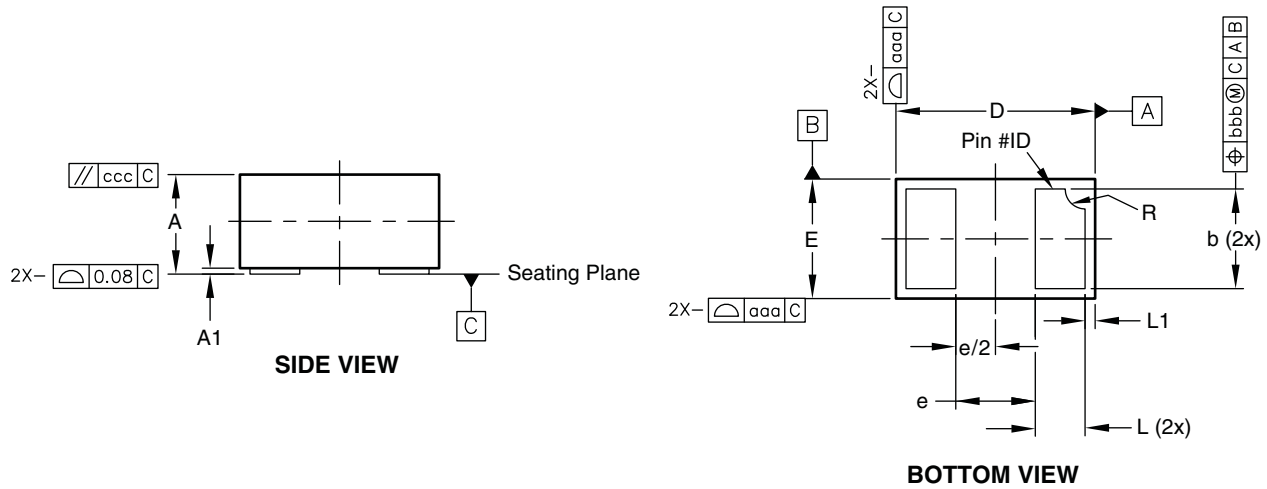 // ccc C
A
2X- ⌓ 0.08 C
A1
Seating Plane
C
SIDE VIEW
2X- ⌓ aaa C
D
A
B
Pin #ID
⌖ bbb Ⓜ C A B
E
R
b (2x)
2X- ⌓ aaa C
L1
e/2
e
L (2x)
BOTTOM VIEW